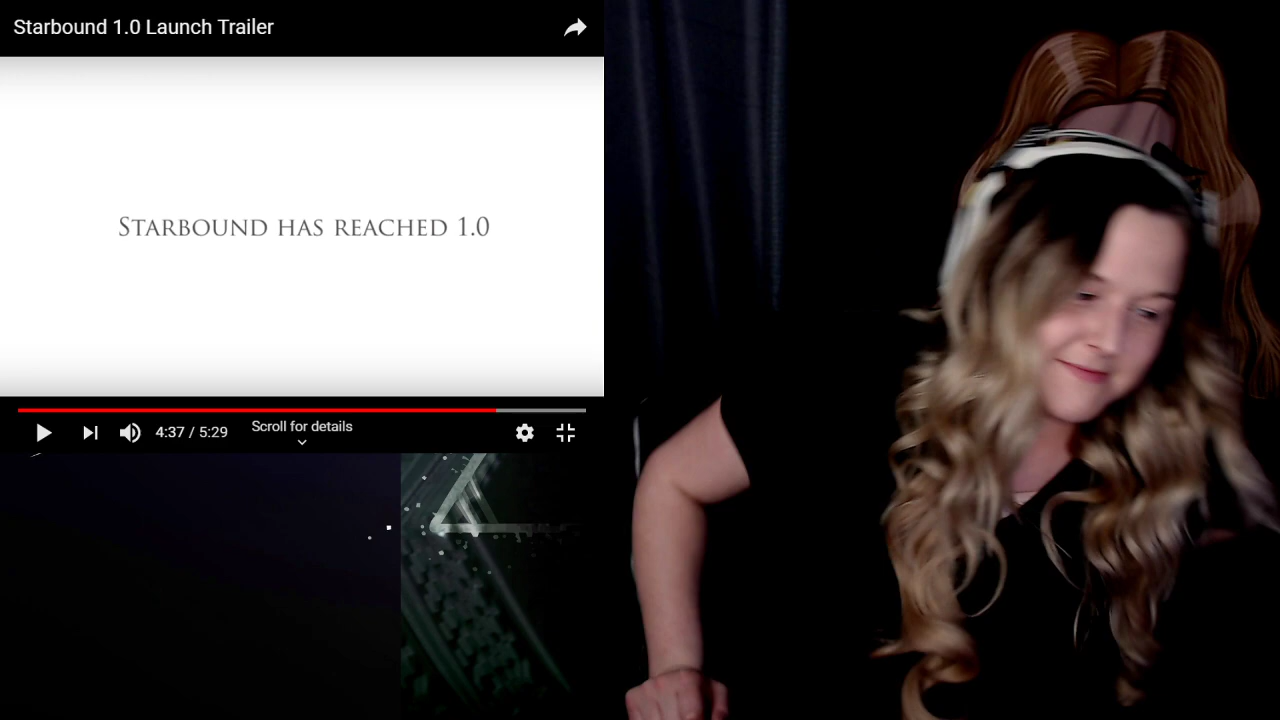 Starbound 1.0 Launch Trailer
Starbound has reached 1.0
4:37 / 5:29
Scroll for details